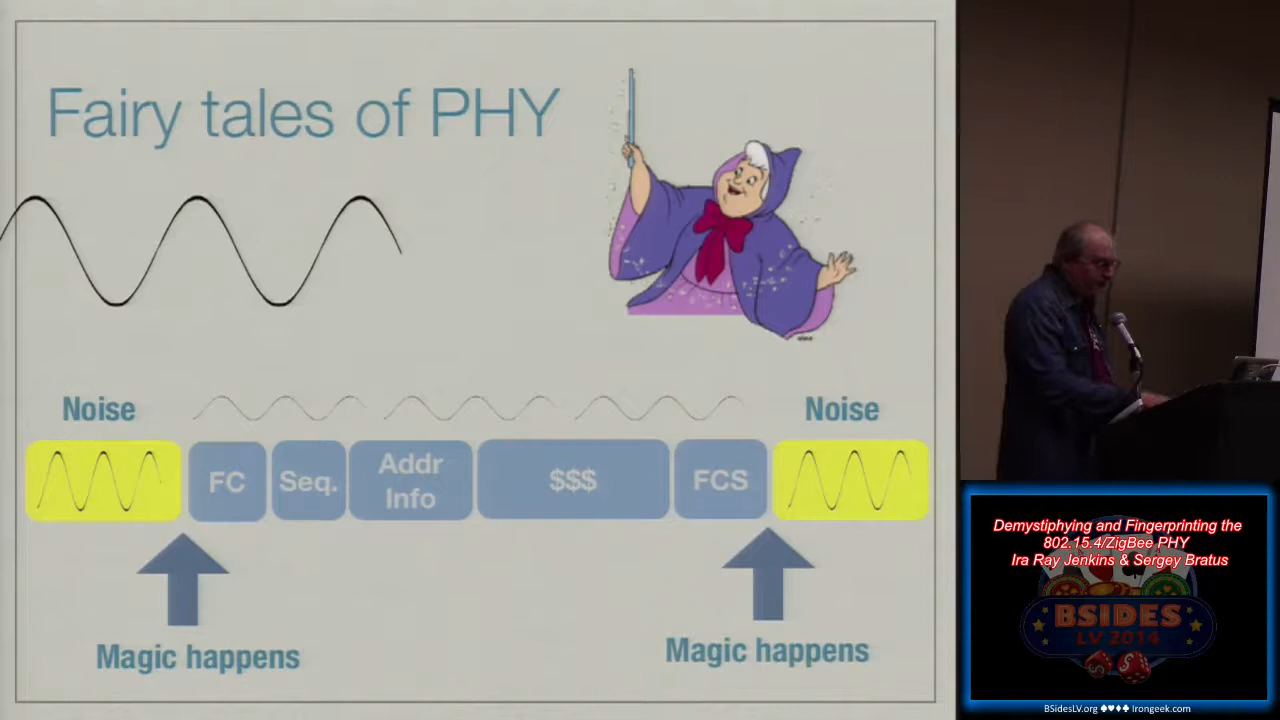 Fairy tales of PHY
Noise
Noise
FC
Seq.
Addr
Info
$$$
FCS
Magic happens
Magic happens
Demystiphying and Fingerprinting the
802.15.4/ZigBee PHY
Ira Ray Jenkins & Sergey Bratus
BSIDES
LV 2014
BSidesLV.org ♠♥♦♣ Irongeek.com